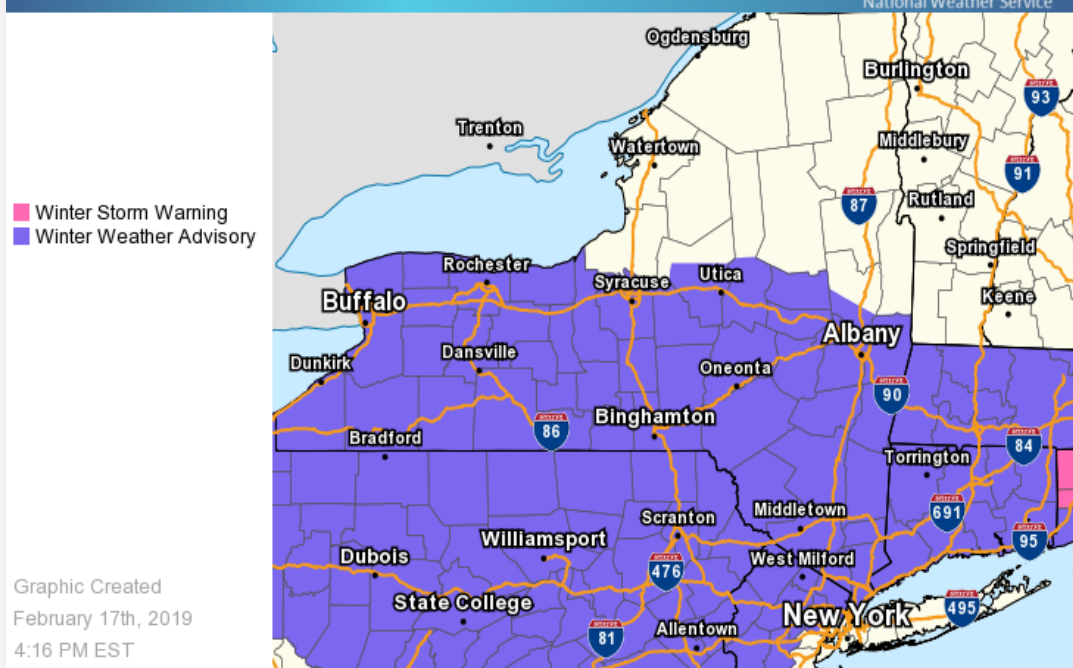 National Weather Service
Ogdensburg
Burlington
93
Trenton
Watertown
Middlebury
91
87
Rutland
Winter Storm Warning
Winter Weather Advisory
Springfield
Rochester
Syracuse
Utica
Keene
Buffalo
Albany
Dunkirk
Dansville
Oneonta
90
Binghamton
86
Bradford
84
Torrington
Scranton
Middletown
691
Williamsport
95
Dubois
476
West Milford
Graphic Created
State College
New York
495
February 17th, 2019
81
Allentown
4:16 PM EST